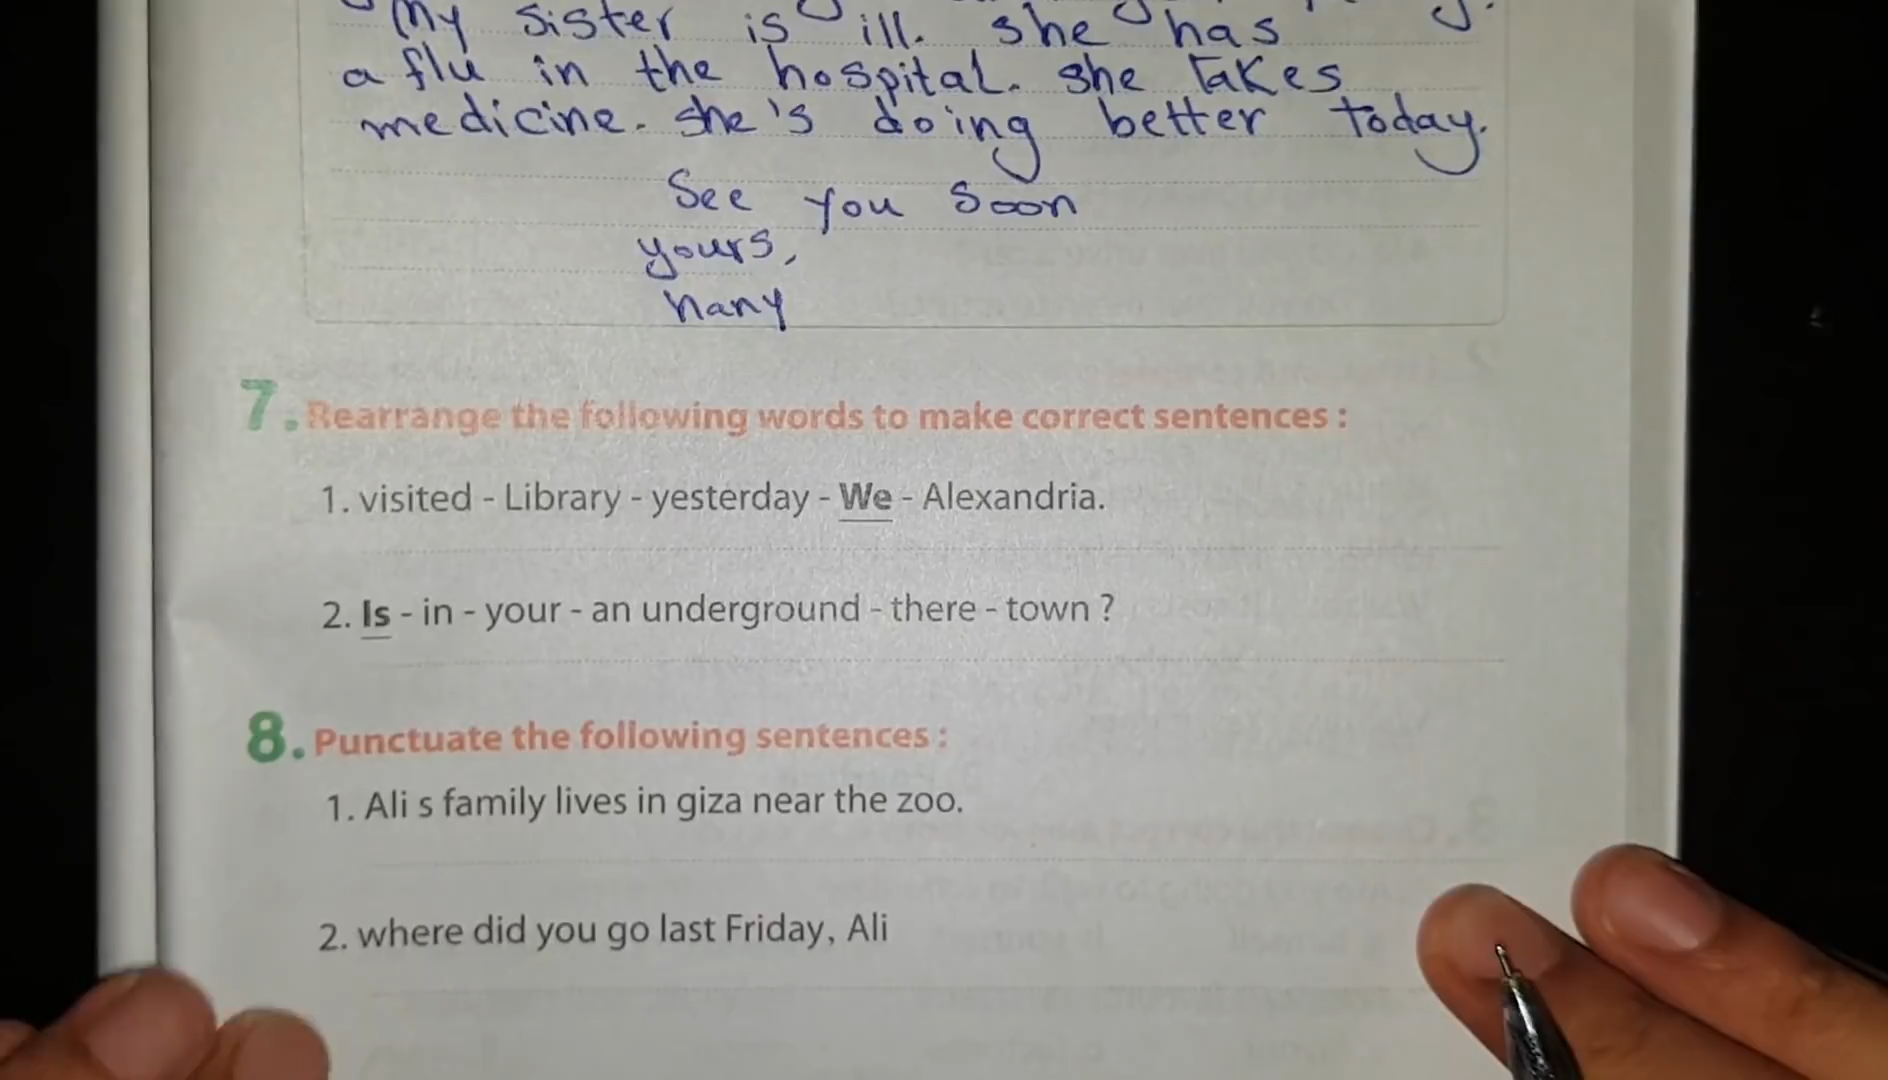 My sister is ill. she has
a flu in the hospital. she takes
medicine. she's doing better today.
See you soon
yours,
hany
7. Rearrange the following words to make correct sentences :
1. visited - Library - yesterday - We - Alexandria.
2. Is - in - your - an underground - there - town ?
8. Punctuate the following sentences :
1. Ali s family lives in giza near the zoo.
2. where did you go last Friday, Ali